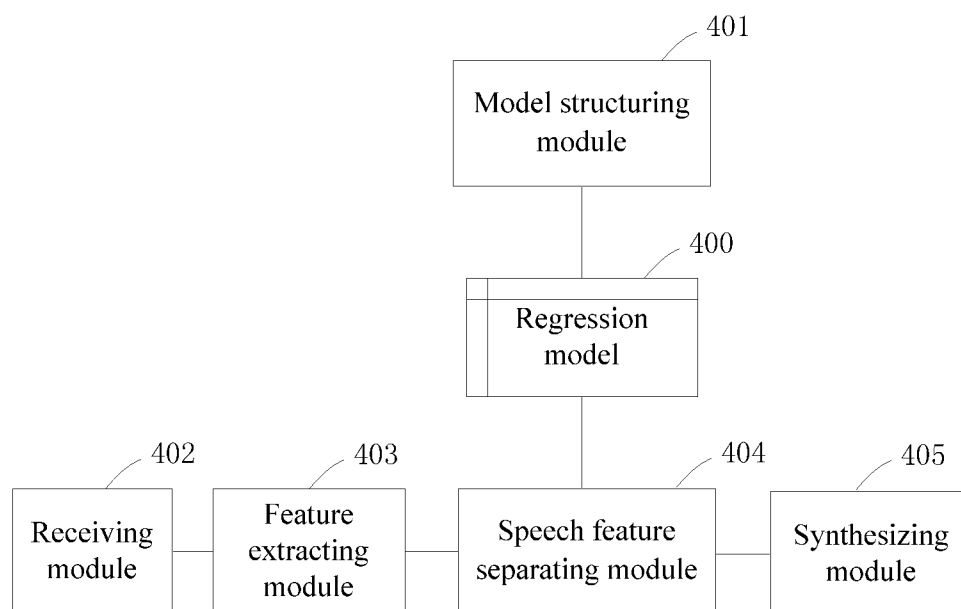 401
Model structuring
module
400
Regression
model
402
403
404
405
Receiving
module
Feature
extracting
module
Speech feature
separating module
Synthesizing
module